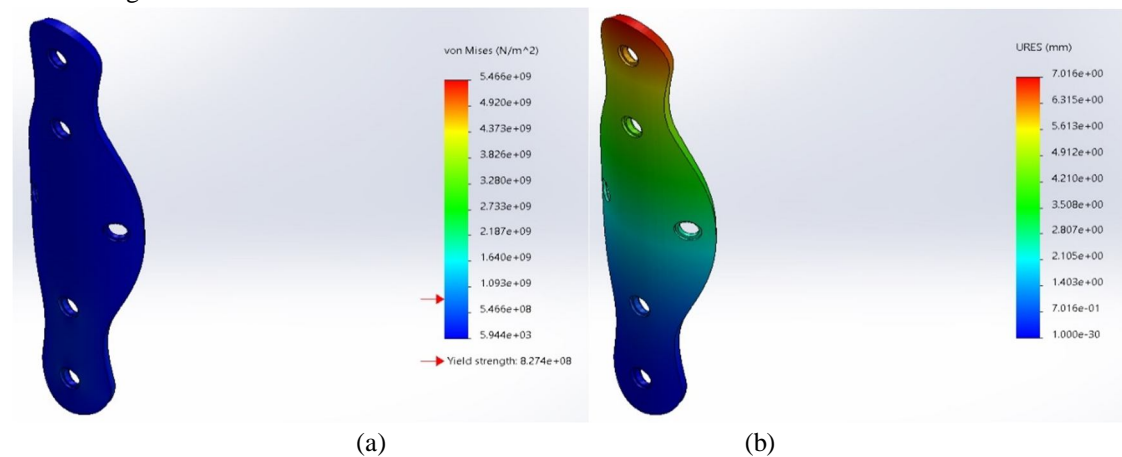 von Mises (N/m^2)
5.466e+09
4.920e+09
4.373e+09
3.826e+09
3.280e+09
2.733e+09
2.187e+09
1.640e+09
1.093e+09
5.466e+08
5.944e+03
Yield strength: 8.274e+08
URES (mm)
7.016e+00
6.315e+00
5.613e+00
4.912e+00
4.210e+00
3.508e+00
2.807e+00
2.105e+00
1.403e+00
7.016e-01
1.000e-30
(a)
(b)